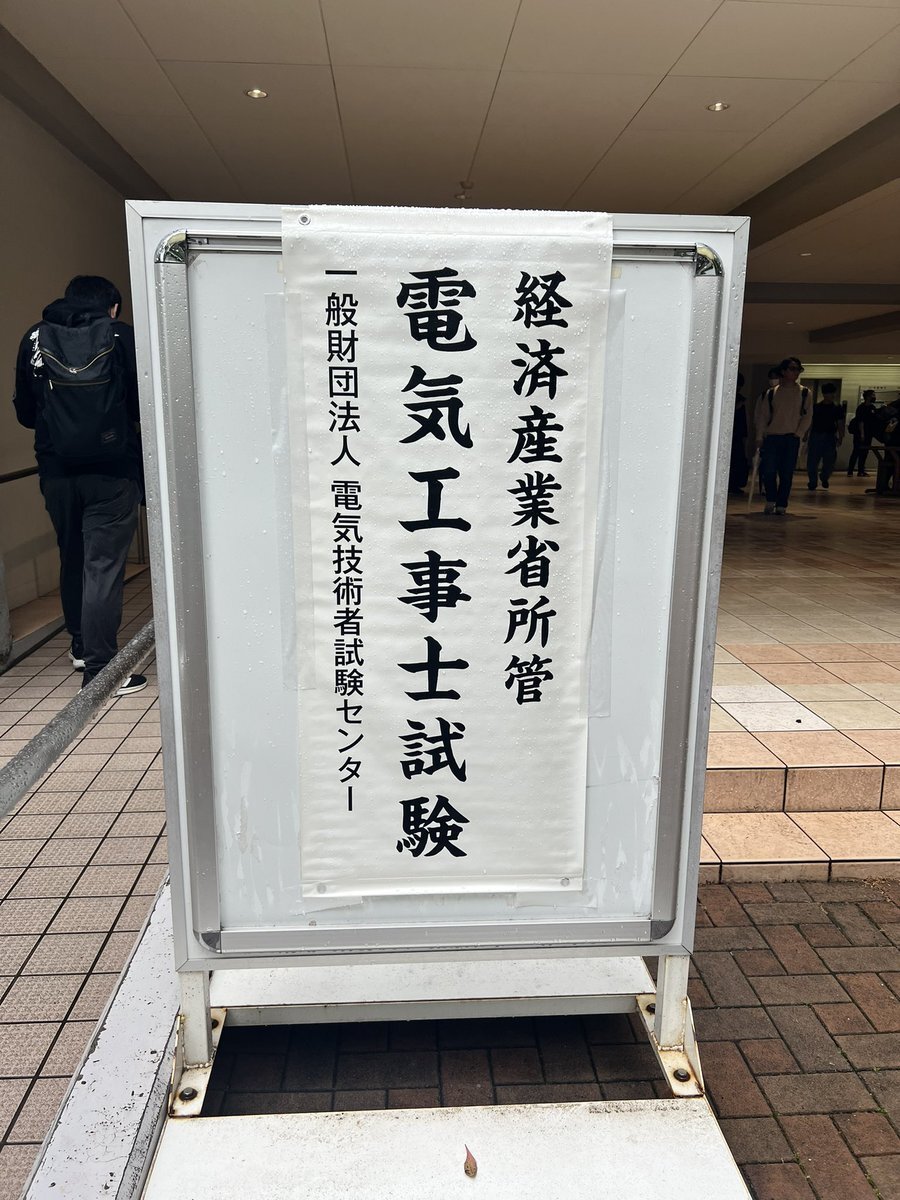 経済産業省所管
電気工事士試験
一般財団法人 電気技術者試験センター